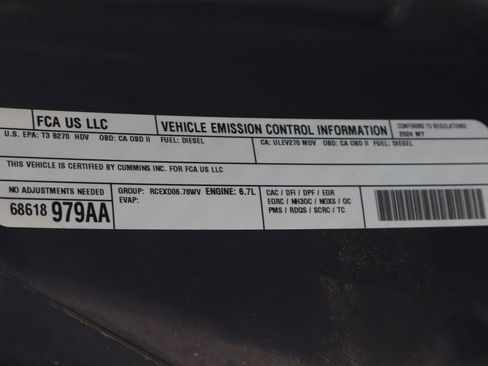 FCA US LLC
VEHICLE EMISSION CONTROL INFORMATION
CONFORMS TO REGULATIONS:
2024 MY
U.S. EPA: T3 B270 HDV OBD: CA OBD II FUEL: DIESEL
CA: ULEV270 MDV OBD: CA OBD II FUEL: DIESEL
THIS VEHICLE IS CERTIFIED BY CUMMINS INC. FOR FCA US LLC
NO ADJUSTMENTS NEEDED
68618 979AA
GROUP: RCEXD06.78WV ENGINE: 6.7L
EVAP:
CAC / DFI / DPF / EGR
EGRC / NH3OC / NOXS / OC
PMS / RDQS / SCRC / TC